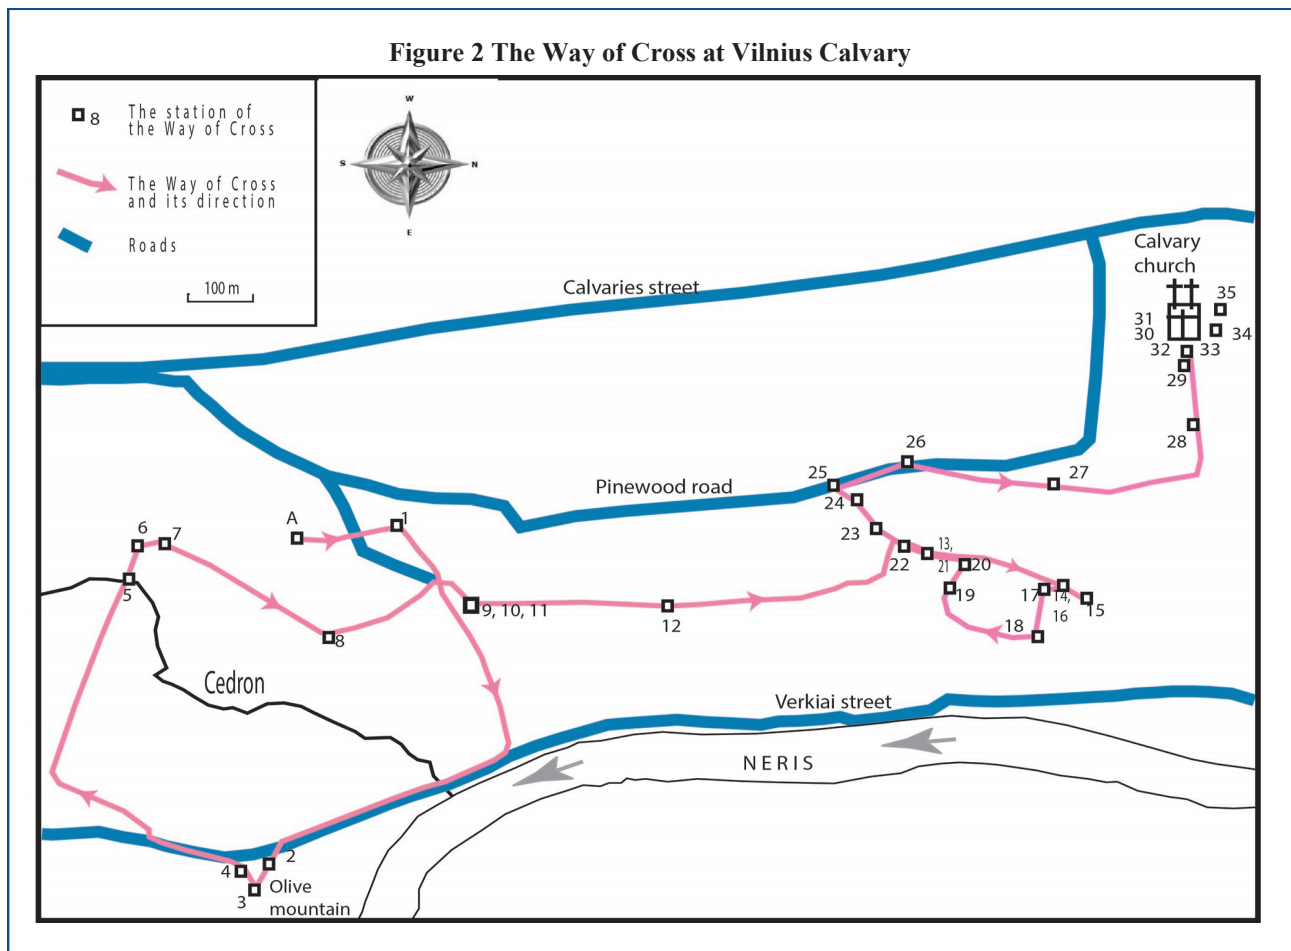 Figure 2 The Way of Cross at Vilnius Calvary
8
The station of
the Way of Cross
The Way of Cross
and its direction
Roads
100 m
W
S
N
E
Calvaries street
Calvary
church
35
31
30
34
32
33
29
28
26
25
27
Pinewood road
24
A
1
23
6
7
22
13,
21
20
5
9, 10, 11
12
19
17
14,
16
15
8
18
Cedron
Verkiai street
NERIS
2
4
3
Olive
mountain